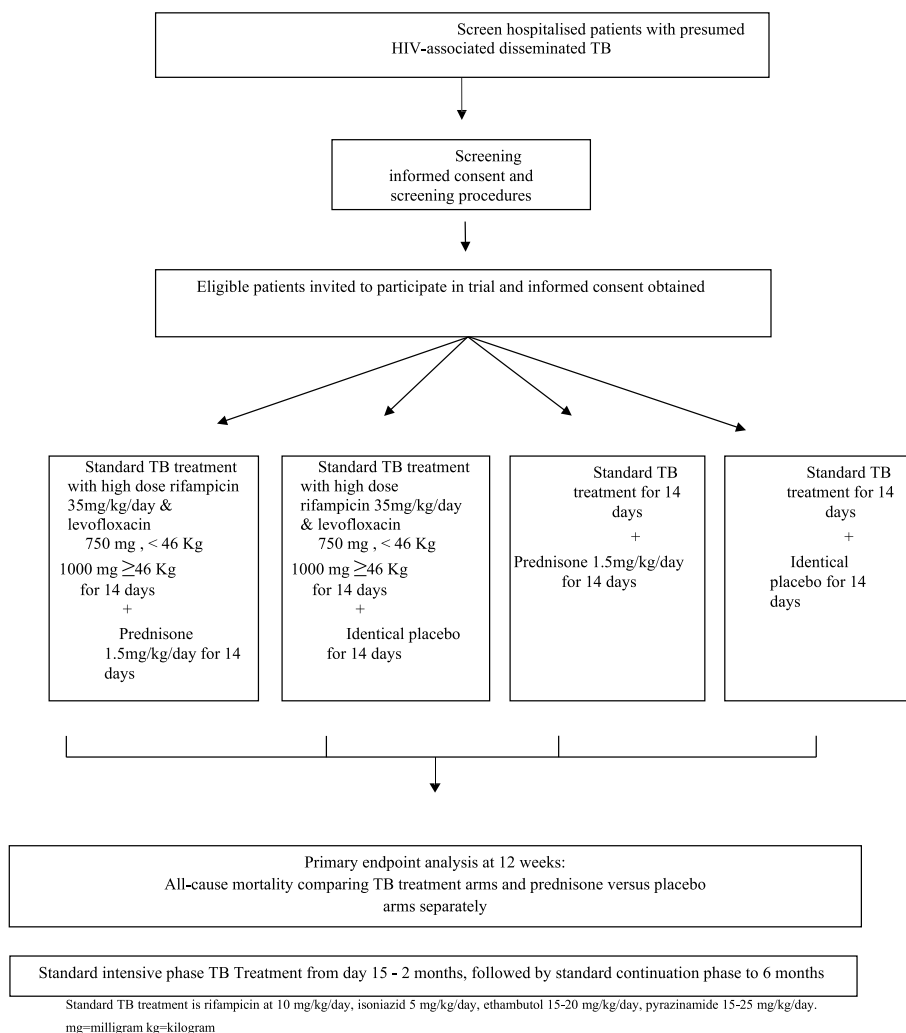 Screen hospitalised patients with presumed
HIV-associated disseminated TB
Screening
informed consent and
screening procedures
Eligible patients invited to participate in trial and informed consent obtained
Standard TB treatment
with high dose rifampicin
35mg/kg/day &
levofloxacin
750 mg , < 46 Kg
1000 mg ≥46 Kg
for 14 days
+
Prednisone
1.5mg/kg/day for 14
days
Standard TB treatment
with high dose
rifampicin 35mg/kg/day
& levofloxacin
750 mg , < 46 Kg
1000 mg ≥46 Kg
for 14 days
+
Identical placebo
for 14 days
Standard TB
treatment for 14
days
+
Prednisone 1.5mg/kg/day
for 14 days
Standard TB
treatment for 14
days
+
Identical
placebo for 14
days
Primary endpoint analysis at 12 weeks:
All-cause mortality comparing TB treatment arms and prednisone versus placebo
arms separately
Standard intensive phase TB Treatment from day 15 - 2 months, followed by standard continuation phase to 6 months
Standard TB treatment is rifampicin at 10 mg/kg/day, isoniazid 5 mg/kg/day, ethambutol 15-20 mg/kg/day, pyrazinamide 15-25 mg/kg/day.
mg=milligram kg=kilogram